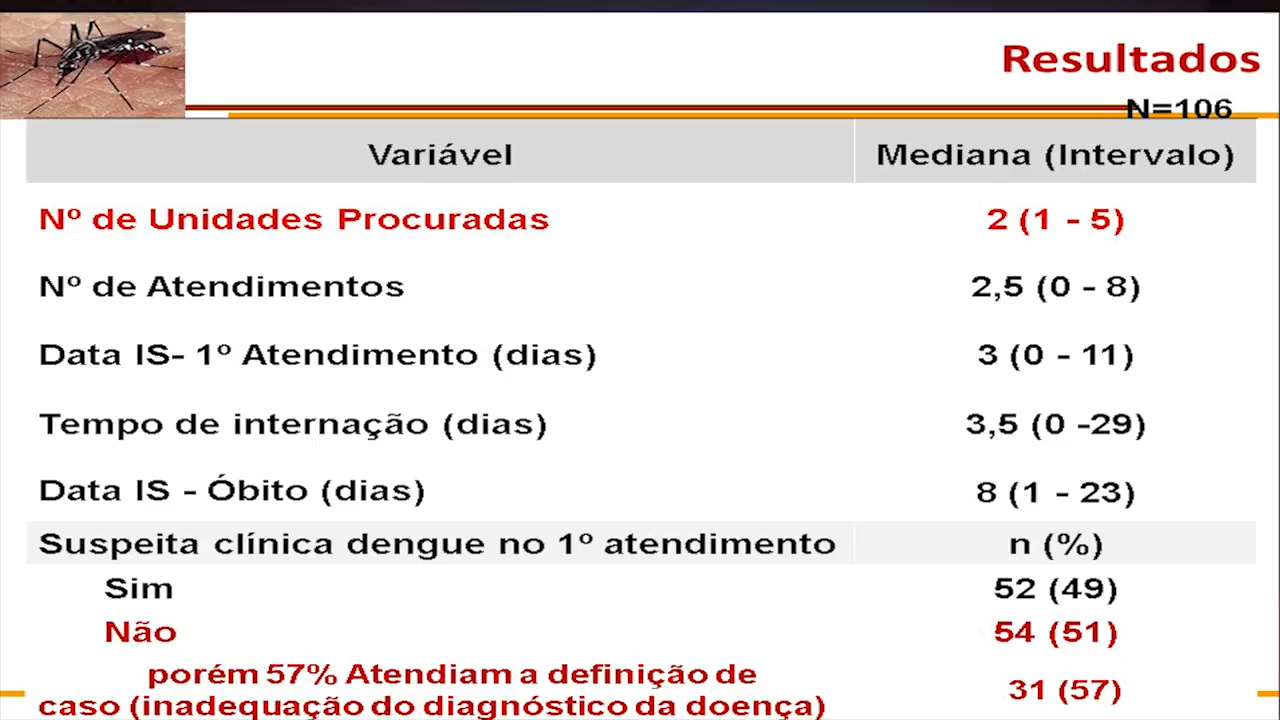 Resultados
N=106
Variável Mediana (Intervalo)
Nº de Unidades Procuradas 2 (1 - 5)
Nº de Atendimentos 2,5 (0 - 8)
Data IS- 1º Atendimento (dias) 3 (0 - 11)
Tempo de internação (dias) 3,5 (0 -29)
Data IS - Óbito (dias) 8 (1 - 23)
Suspeita clínica dengue no 1º atendimento n (%)
Sim 52 (49)
Não 54 (51)
porém 57% Atendiam a definição de
caso (inadequação do diagnóstico da doença) 31 (57)